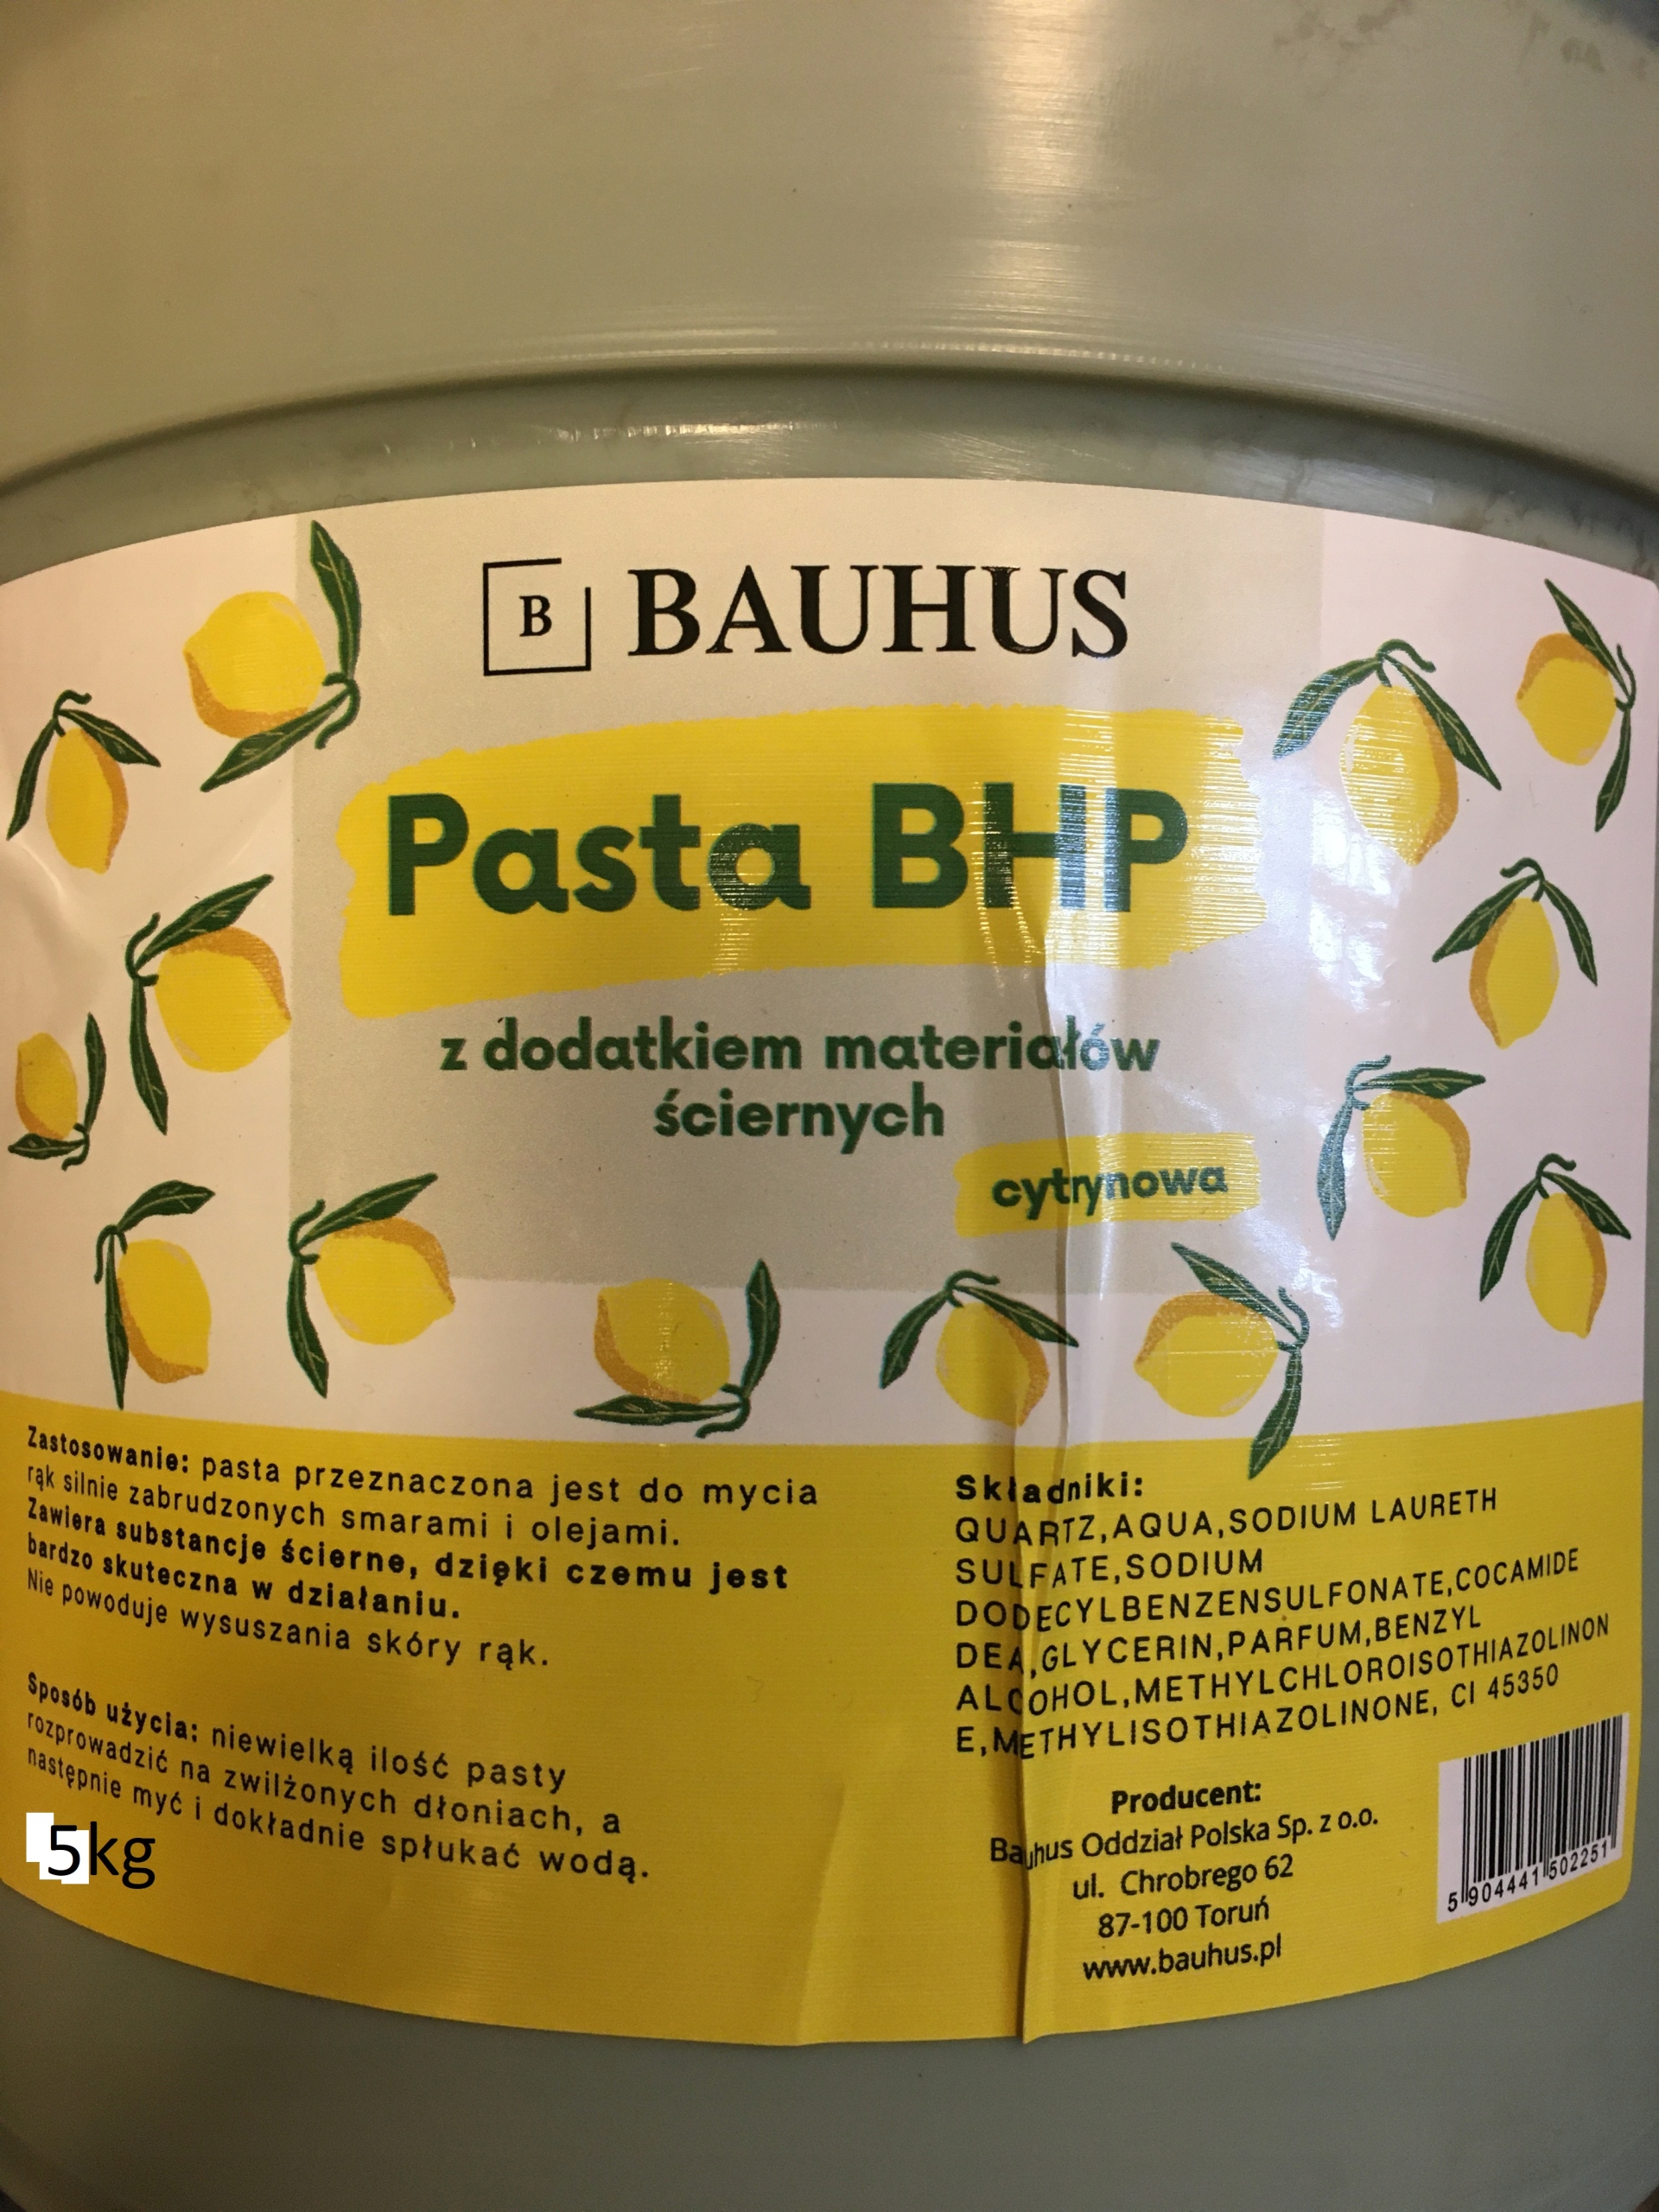 B BAUHUS
Pasta BHP
z dodatkiem materiałów
ściernych
cytrynowa
Zastosowanie: pasta przeznaczona jest do mycia
rąk silnie zabrudzonych smarami i olejami.
Zawiera substancje ścierne, dzięki czemu jest
bardzo skuteczna w działaniu.
Nie powoduje wysuszania skóry rąk.
Sposób użycia: niewielką ilość pasty
rozprowadzić na zwilżonych dłoniach, a
następnie myć i dokładnie spłukać wodą.
5kg
Składniki:
QUARTZ,AQUA,SODIUM LAURETH
SULFATE,SODIUM
DODECYLBENZENSULFONATE,COCAMIDE
DEA,GLYCERIN,PARFUM,BENZYL
ALCOHOL,METHYLCHLOROISOTHIAZOLINON
E,METHYLISOTHIAZOLINONE, CI 45350
Producent:
Bauhus Oddział Polska Sp. z o.o.
ul. Chrobrego 62
87-100 Toruń
www.bauhus.pl
5 904441 502251